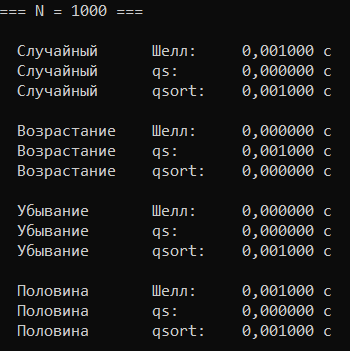 === N = 1000 ===
Случайный Шелл: 0,001000 с
Случайный qs: 0,000000 с
Случайный qsort: 0,001000 с
Возрастание Шелл: 0,000000 с
Возрастание qs: 0,001000 с
Возрастание qsort: 0,000000 с
Убывание Шелл: 0,000000 с
Убывание qs: 0,000000 с
Убывание qsort: 0,001000 с
Половина Шелл: 0,001000 с
Половина qs: 0,000000 с
Половина qsort: 0,001000 с